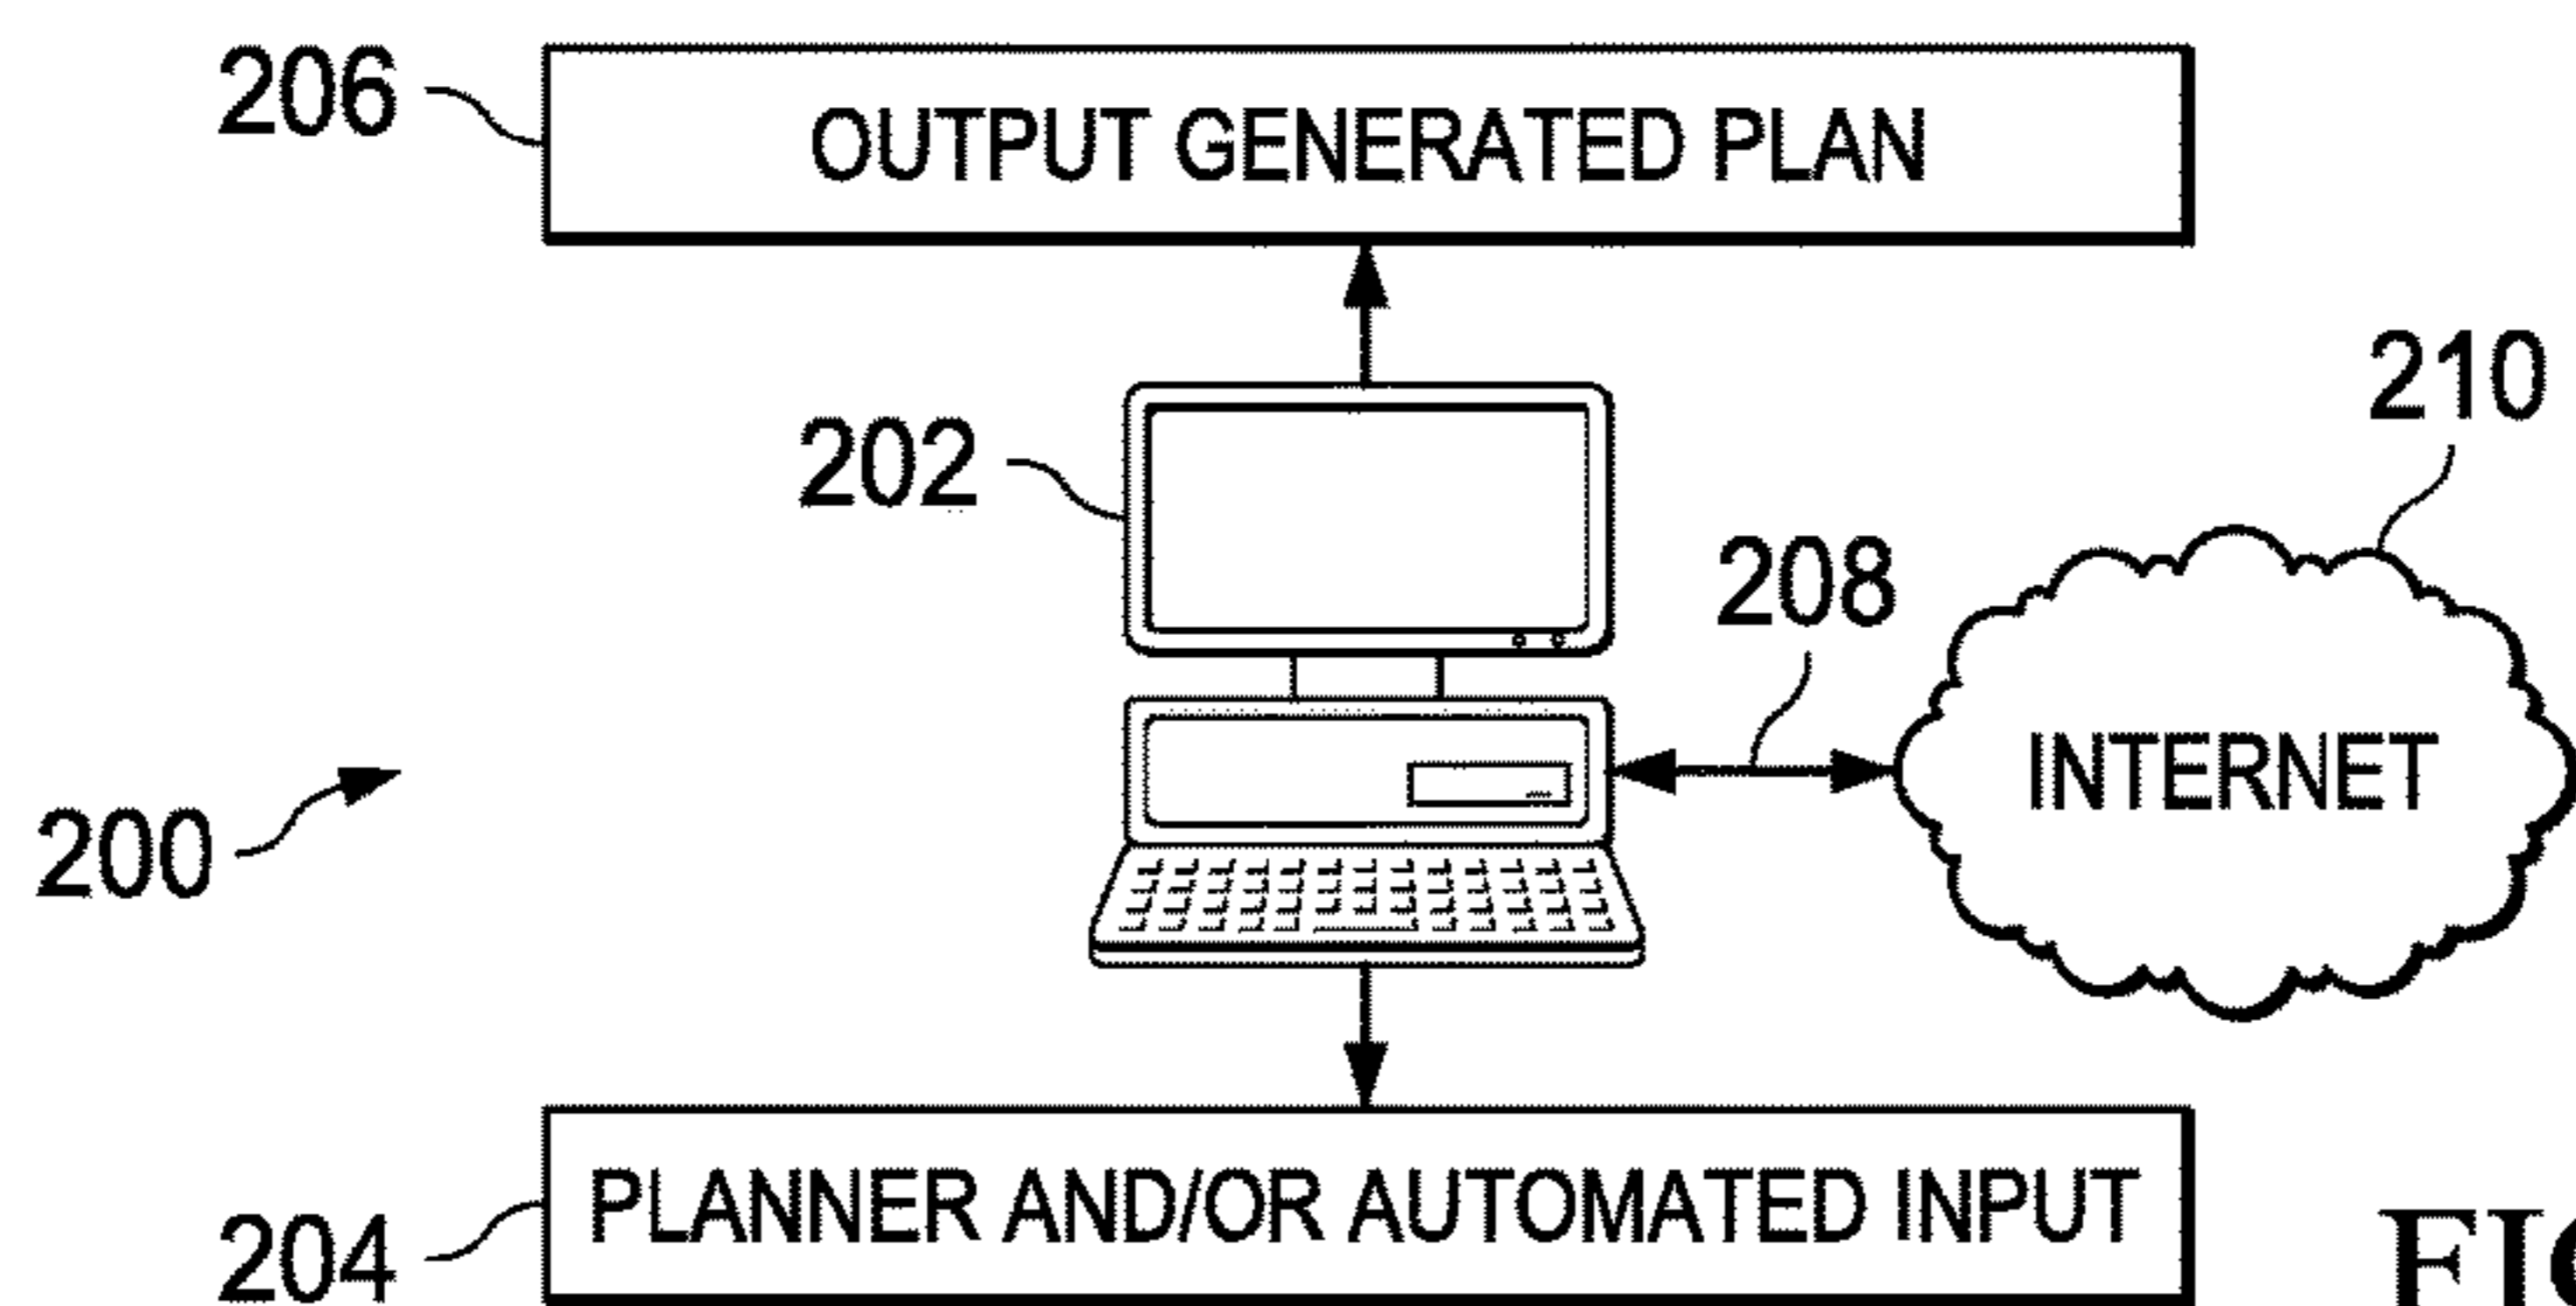 206
OUTPUT GENERATED PLAN
210
202
208
INTERNET
200
PLANNER AND/OR AUTOMATED INPUT
204